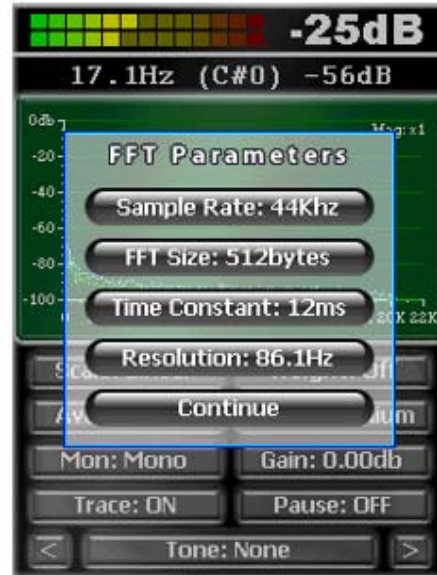 -25dB
17.1Hz (C#0) -56dB
0db
Mag: x1
-20
-40
-60
-80
-100
FFT Parameters
Sample Rate: 44Khz
FFT Size: 512bytes
Time Constant: 12ms
Resolution: 86.1Hz
Continue
20K 22K
Mon: Mono
Gain: 0.00db
Trace: ON
Pause: OFF
<
Tone: None
>